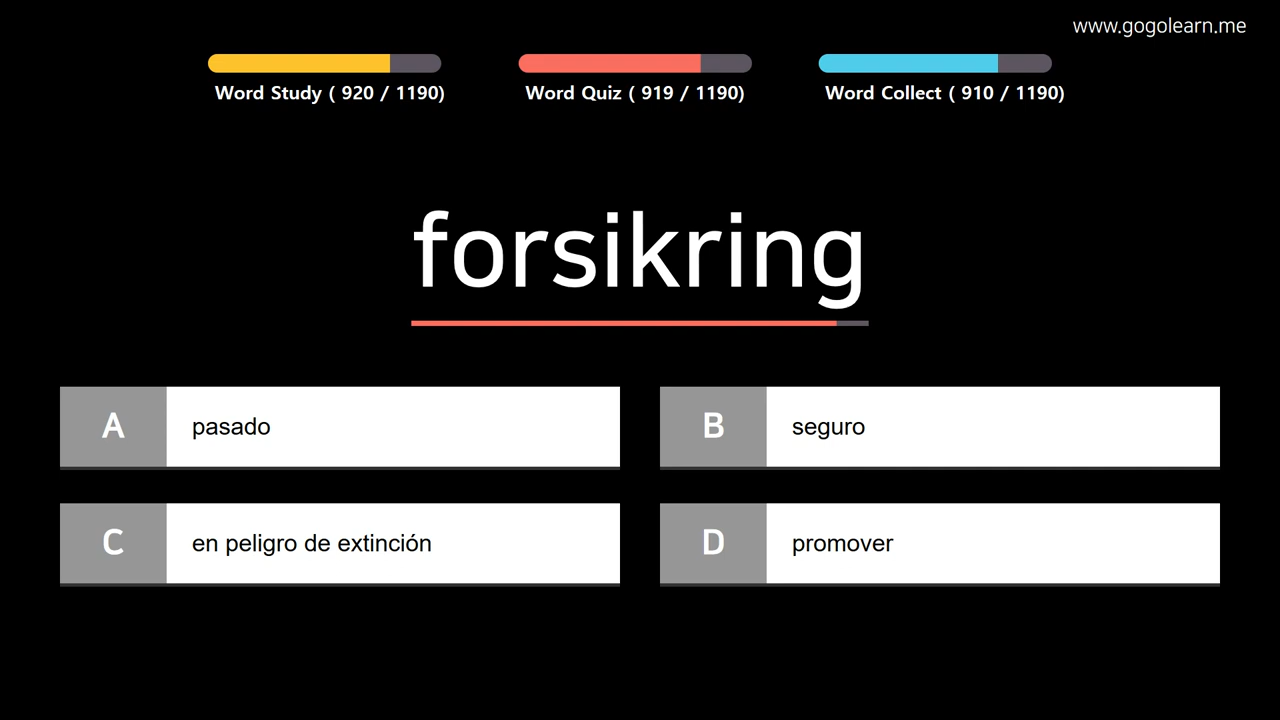 www.gogolearn.me
Word Study ( 920 / 1190)
Word Quiz ( 919 / 1190)
Word Collect ( 910 / 1190)
forsikring
A
pasado
B
seguro
C
en peligro de extinción
D
promover